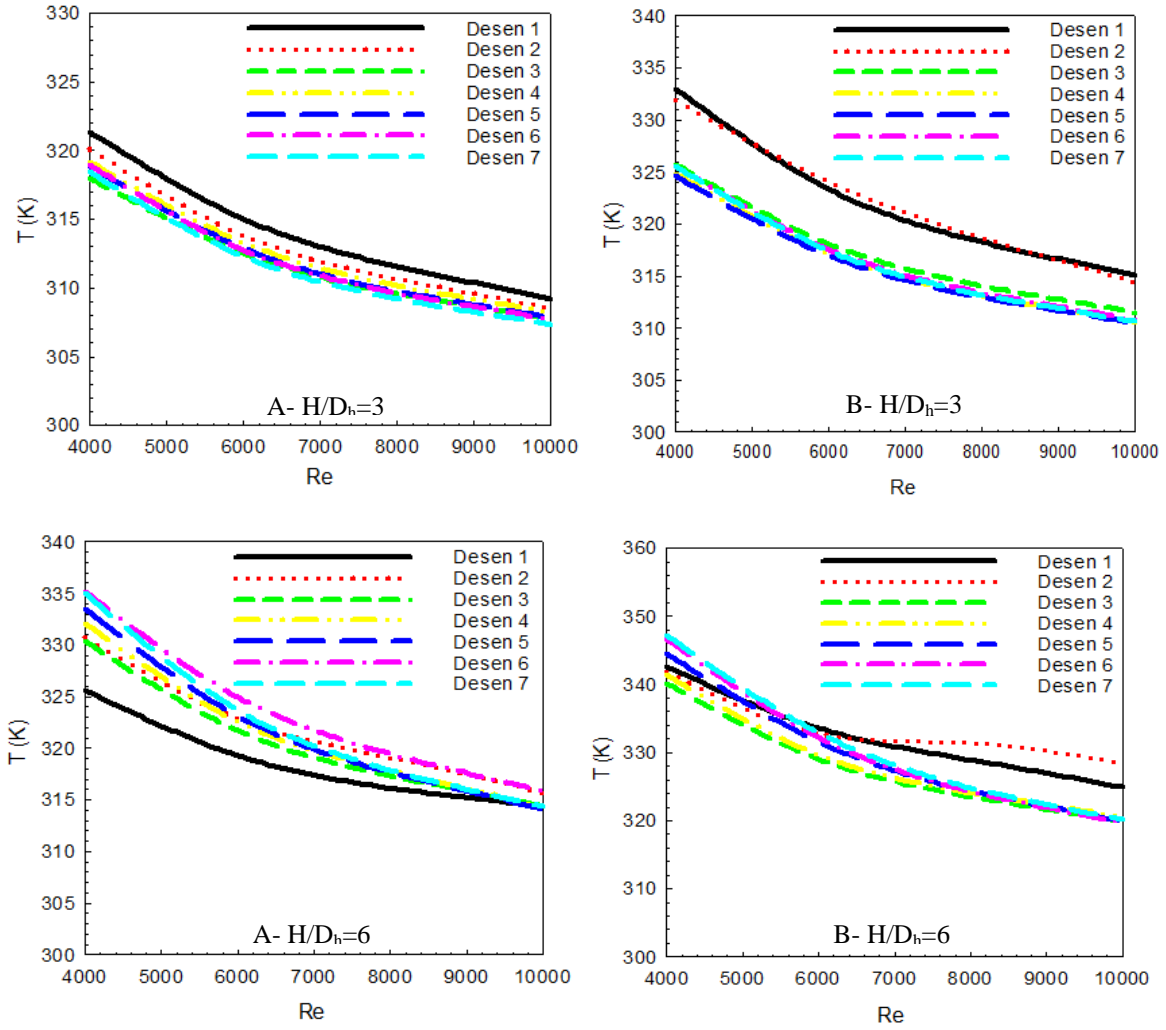 330
325
320
315
310
305
300
T (K)
Desen 1
Desen 2
Desen 3
Desen 4
Desen 5
Desen 6
Desen 7
A- H/Dₕ=3
4000 5000 6000 7000 8000 9000 10000
Re
340
335
330
325
320
315
310
305
300
T (K)
Desen 1
Desen 2
Desen 3
Desen 4
Desen 5
Desen 6
Desen 7
B- H/Dₕ=3
4000 5000 6000 7000 8000 9000 10000
Re
340
335
330
325
320
315
310
305
300
T (K)
Desen 1
Desen 2
Desen 3
Desen 4
Desen 5
Desen 6
Desen 7
A- H/Dₕ=6
4000 5000 6000 7000 8000 9000 10000
Re
360
350
340
330
320
310
300
T (K)
Desen 1
Desen 2
Desen 3
Desen 4
Desen 5
Desen 6
Desen 7
B- H/Dₕ=6
4000 5000 6000 7000 8000 9000 10000
Re